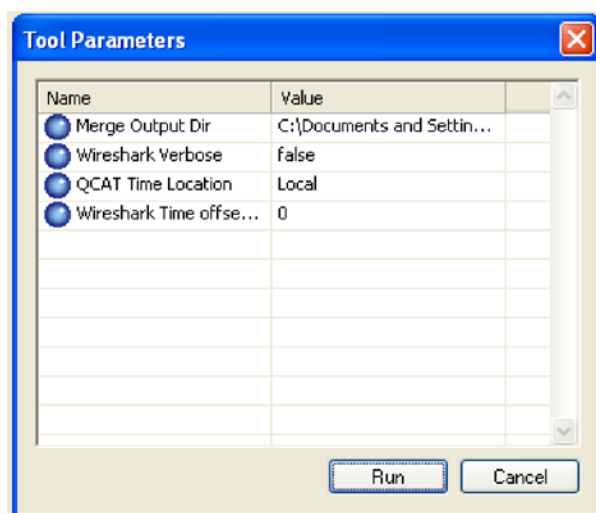 Tool Parameters
Name Value
Merge Output Dir C:\Documents and Settin...
Wireshark Verbose false
QCAT Time Location Local
Wireshark Time offse... 0
Run Cancel